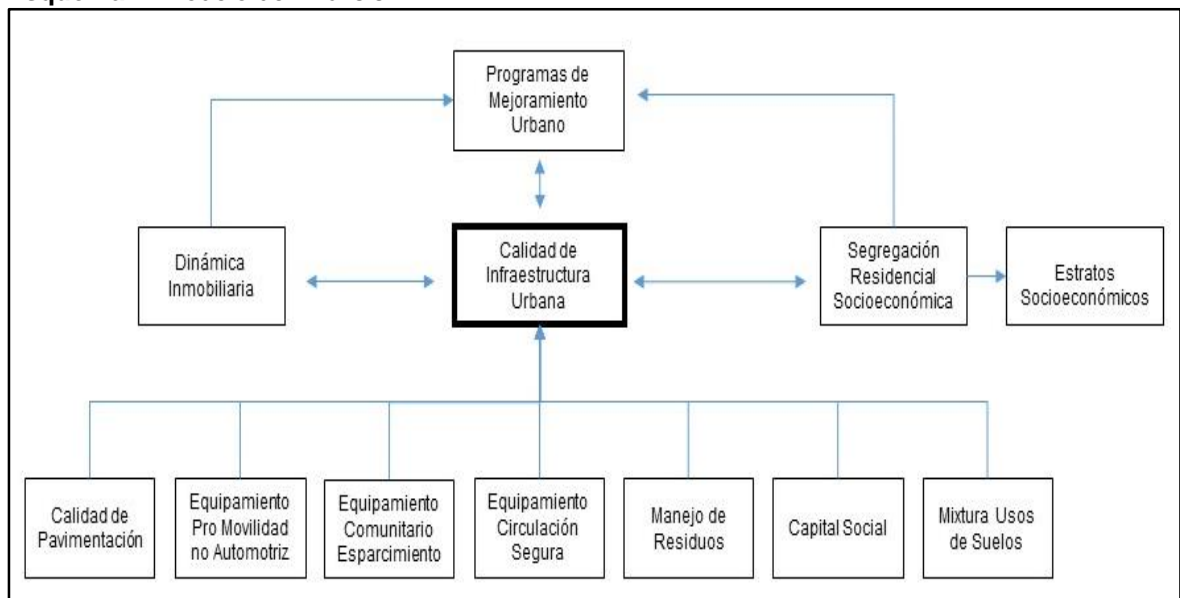 Programas de
Mejoramiento
Urbano
Dinámica
Inmobiliaria
Calidad de
Infraestructura
Urbana
Segregación
Residencial
Socioeconómica
Estratos
Socioeconómicos
Calidad de
Pavimentación
Equipamiento
Pro Movilidad
no Automotriz
Equipamiento
Comunitario
Esparcimiento
Equipamiento
Circulación
Segura
Manejo de
Residuos
Capital Social
Mixtura Usos
de Suelos